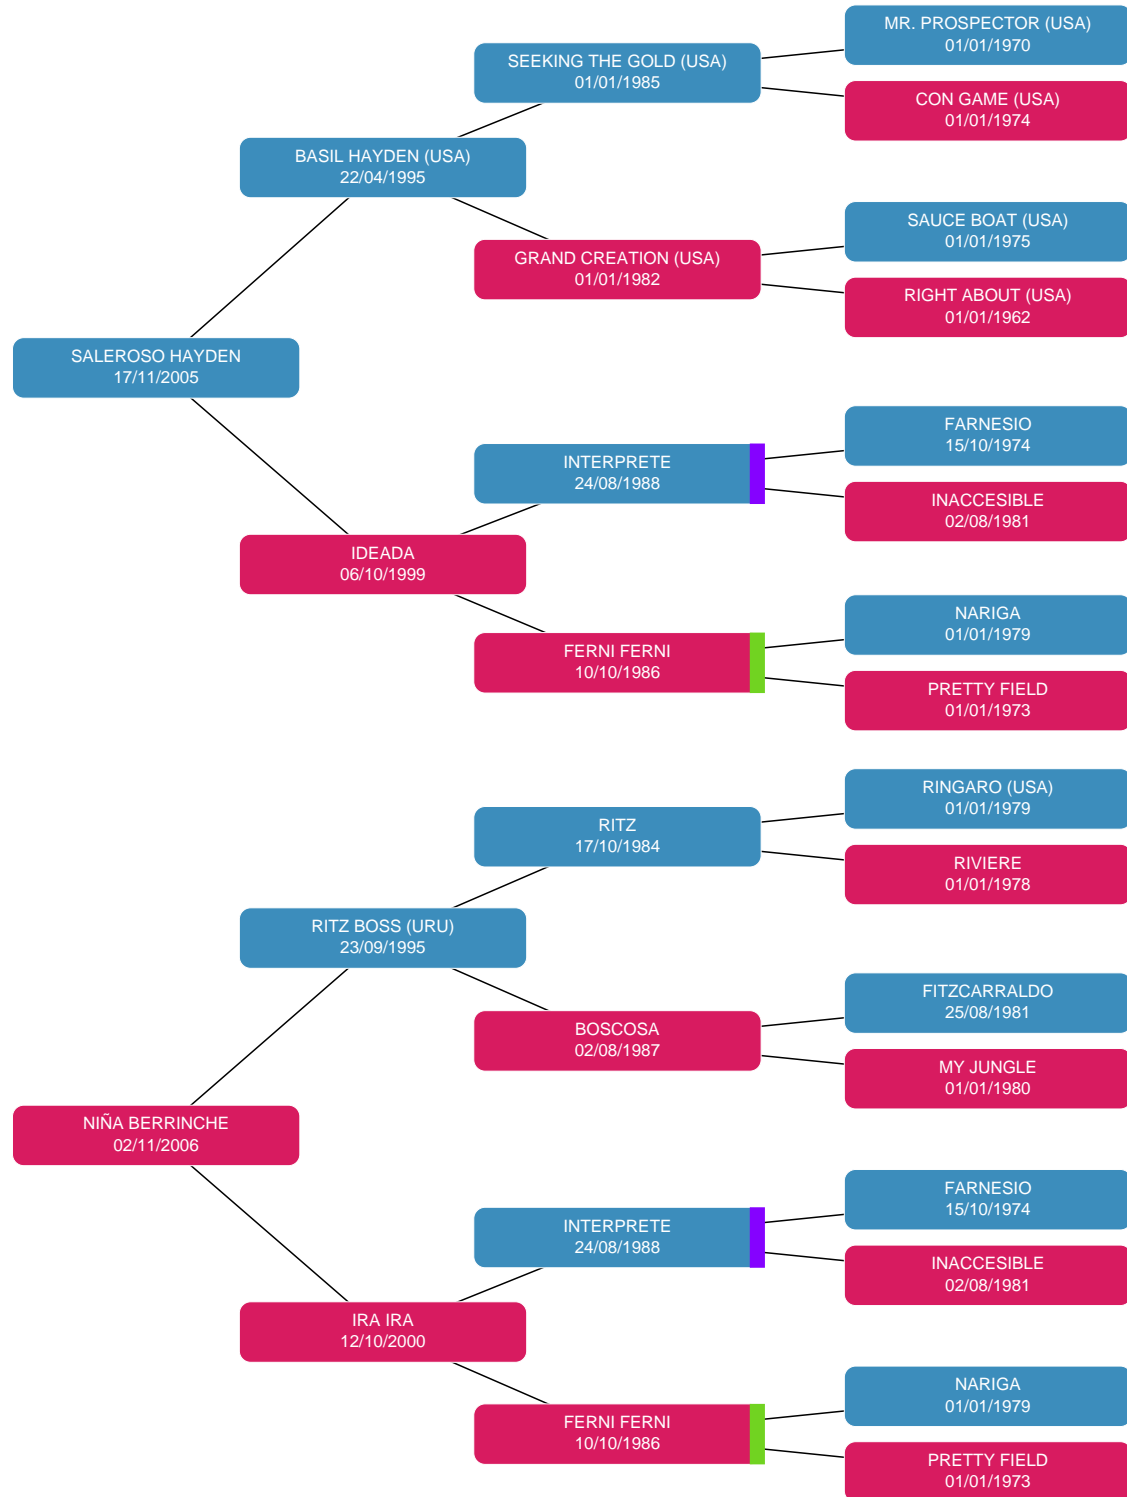 MR. PROSPECTOR (USA)
01/01/1970
SEEKING THE GOLD (USA)
01/01/1985
CON GAME (USA)
01/01/1974
BASIL HAYDEN (USA)
22/04/1995
SAUCE BOAT (USA)
01/01/1975
GRAND CREATION (USA)
01/01/1982
RIGHT ABOUT (USA)
01/01/1962
SALEROSO HAYDEN
17/11/2005
FARNESIO
15/10/1974
INTERPRETE
24/08/1988
INACCESIBLE
02/08/1981
IDEADA
06/10/1999
NARIGA
01/01/1979
FERNI FERNI
10/10/1986
PRETTY FIELD
01/01/1973
RINGARO (USA)
01/01/1979
RITZ
17/10/1984
RIVIERE
01/01/1978
RITZ BOSS (URU)
23/09/1995
FITZCARRALDO
25/08/1981
BOSCOSA
02/08/1987
MY JUNGLE
01/01/1980
NIÑA BERRINCHE
02/11/2006
FARNESIO
15/10/1974
INTERPRETE
24/08/1988
INACCESIBLE
02/08/1981
IRA IRA
12/10/2000
NARIGA
01/01/1979
FERNI FERNI
10/10/1986
PRETTY FIELD
01/01/1973